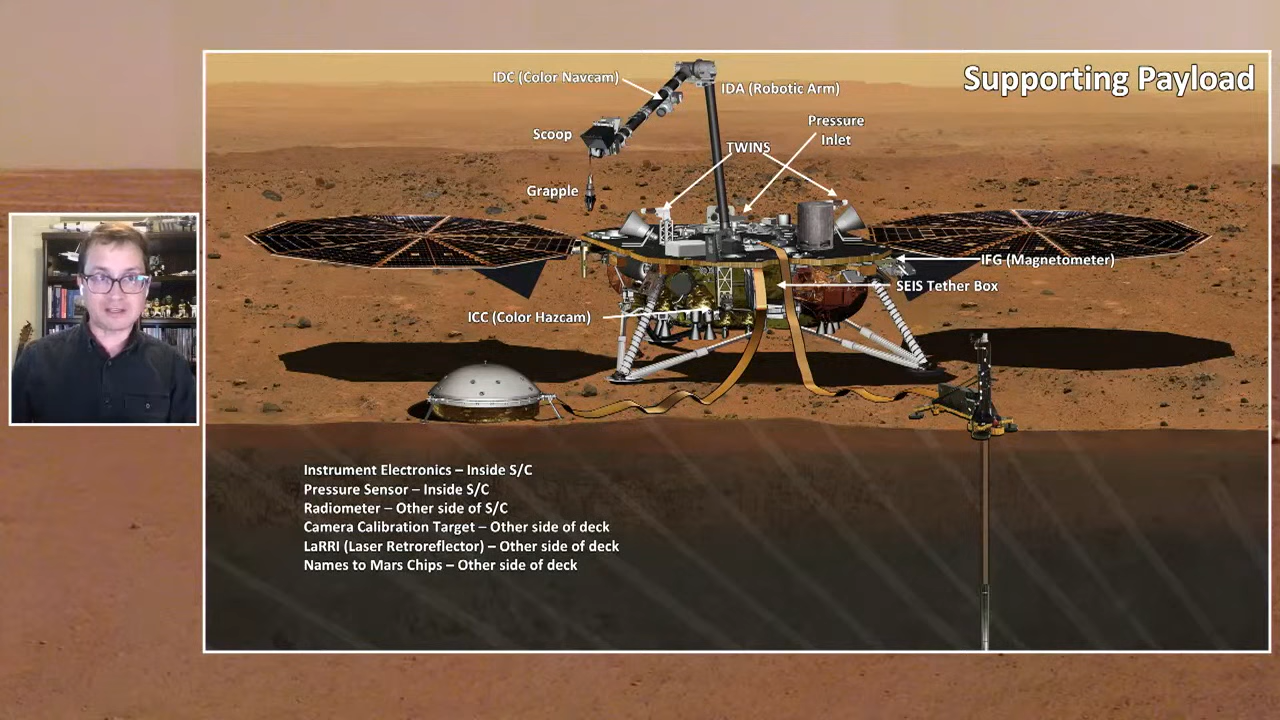 Supporting Payload
IDC (Color Navcam)
IDA (Robotic Arm)
Pressure
Inlet
Scoop
TWINS
Grapple
IFG (Magnetometer)
SEIS Tether Box
ICC (Color Hazcam)
Instrument Electronics – Inside S/C
Pressure Sensor – Inside S/C
Radiometer – Other side of S/C
Camera Calibration Target – Other side of deck
LaRRI (Laser Retroreflector) – Other side of deck
Names to Mars Chips – Other side of deck